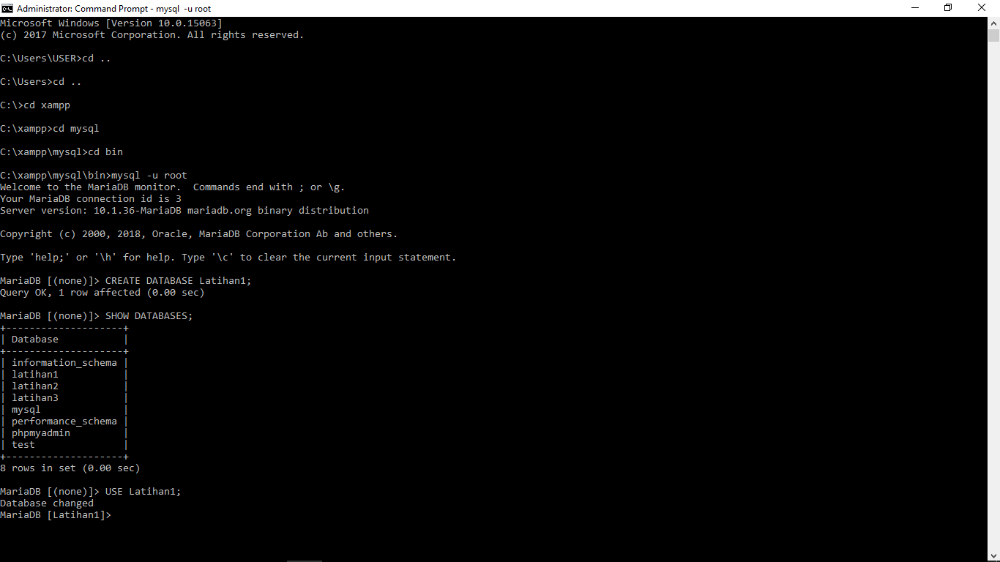 Administrator: Command Prompt - mysql  -u root
Microsoft Windows [Version 10.0.15063]
(c) 2017 Microsoft Corporation. All rights reserved.
C:\Users\USER>cd ..
C:\Users>cd ..
C:\>cd xampp
C:\xampp>cd mysql
C:\xampp\mysql>cd bin
C:\xampp\mysql\bin>mysql -u root
Welcome to the MariaDB monitor.  Commands end with ; or \g.
Your MariaDB connection id is 3
Server version: 10.1.36-MariaDB mariadb.org binary distribution
Copyright (c) 2000, 2018, Oracle, MariaDB Corporation Ab and others.
Type 'help;' or '\h' for help. Type '\c' to clear the current input statement.
MariaDB [(none)]> CREATE DATABASE Latihan1;
Query OK, 1 row affected (0.00 sec)
MariaDB [(none)]> SHOW DATABASES;
+--------------------+
| Database           |
+--------------------+
| information_schema |
| latihan1           |
| latihan2           |
| latihan3           |
| mysql              |
| performance_schema |
| phpmyadmin         |
| test               |
+--------------------+
8 rows in set (0.00 sec)
MariaDB [(none)]> USE Latihan1;
Database changed
MariaDB [Latihan1]>